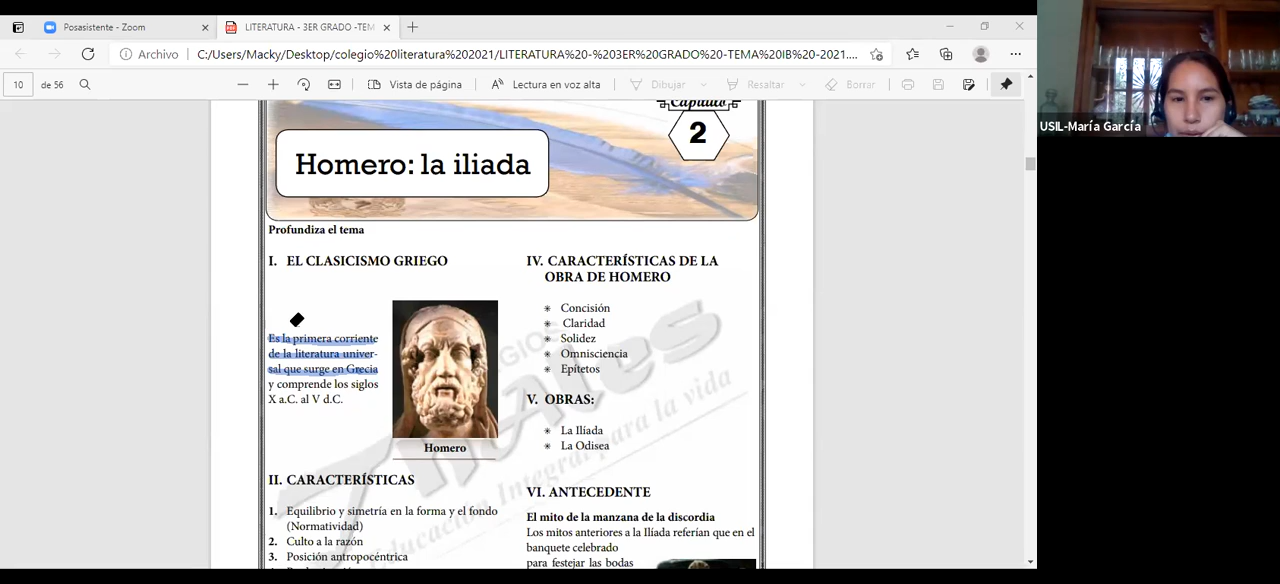 Posasistente - Zoom
LITERATURA - 3ER GRADO -TEM
Archivo
C:/Users/Macky/Desktop/colegio%20literatura%202021/LITERATURA%20-%203ER%20GRADO%20-TEMA%20IB%20-2021....
10 de 56
Vista de página
Lectura en voz alta
Dibujar
Resaltar
Borrar
USIL-María García
Capítulo
2
Homero: la iliada
Profundiza el tema
I. EL CLASICISMO GRIEGO
Es la primera corriente
de la literatura univer-
sal que surge en Grecia
y comprende los siglos
X a.C. al V d.C.
Homero
II. CARACTERÍSTICAS
1. Equilibrio y simetría en la forma y el fondo
(Normatividad)
2. Culto a la razón
3. Posición antropocéntrica
IV. CARACTERÍSTICAS DE LA
OBRA DE HOMERO
✳ Concisión
✳ Claridad
✳ Solidez
✳ Omnisciencia
✳ Epítetos
V. OBRAS:
✳ La Ilíada
✳ La Odisea
VI. ANTECEDENTE
El mito de la manzana de la discordia
Los mitos anteriores a la Ilíada referían que en el
banquete celebrado
para festejar las bodas
Educación Integral para la vida